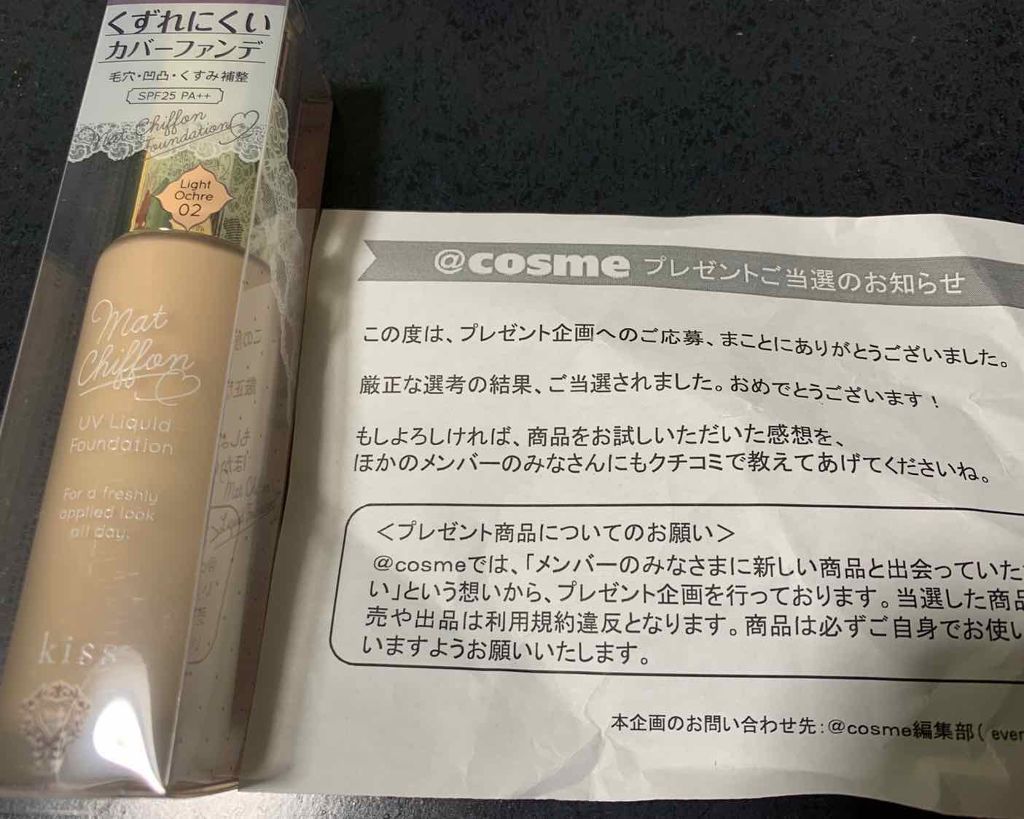 くずれにくい
カバーファンデ
毛穴・凹凸・くすみ補整
SPF25 PA++
Mat Chiffon
Foundation
Light
Ochre
02
Mat
Chiffon
UV Liquid
Foundation
For a freshly
applied look
all day.
kiss
@cosme プレゼントご当選のお知らせ
この度は、プレゼント企画へのご応募、まことにありがとうございました。
厳正な選考の結果、ご当選されました。おめでとうございます!
もしよろしければ、商品をお試しいただいた感想を、
ほかのメンバーのみなさんにもクチコミで教えてあげてくださいね。
＜プレゼント商品についてのお願い＞
@cosmeでは、「メンバーのみなさまに新しい商品と出会っていた
い」という想いから、プレゼント企画を行っております。当選した商品
売や出品は利用規約違反となります。商品は必ずご自身でお使い
いますようお願いいたします。
本企画のお問い合わせ先：@cosme編集部( even